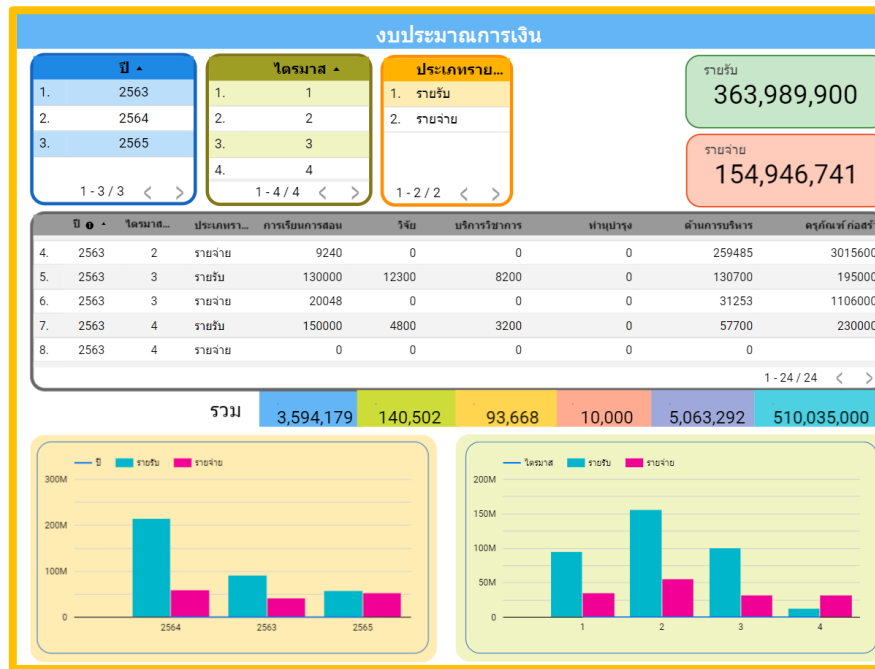 งบประมาณการเงิน
ปี
1. 2563
2. 2564
3. 2565
1 - 3 / 3
ไตรมาส
1. 1
2. 2
3. 3
4. 4
1 - 4 / 4
ประเภทราย...
1. รายรับ
2. รายจ่าย
1 - 2 / 2
รายรับ
363,989,900
รายจ่าย
154,946,741
ปี ไตรมาส... ประเภทรา... การเรียนการสอน วิจัย บริการวิชาการ ทำนุบำรุง ด้านการบริหาร ครุภัณฑ์ ก่อสร้า
4. 2563 2 รายจ่าย 9240 0 0 0 259485 3015600
5. 2563 3 รายรับ 130000 12300 8200 0 130700 195000
6. 2563 3 รายจ่าย 20048 0 0 0 31253 1106000
7. 2563 4 รายรับ 150000 4800 3200 0 57700 230000
8. 2563 4 รายจ่าย 0 0 0 0 0
1 - 24 / 24
รวม 3,594,179 140,502 93,668 10,000 5,063,292 510,035,000
ปี รายรับ รายจ่าย
300M
200M
100M
0
2564 2563 2565
ไตรมาส รายรับ รายจ่าย
200M
150M
100M
50M
0
1 2 3 4